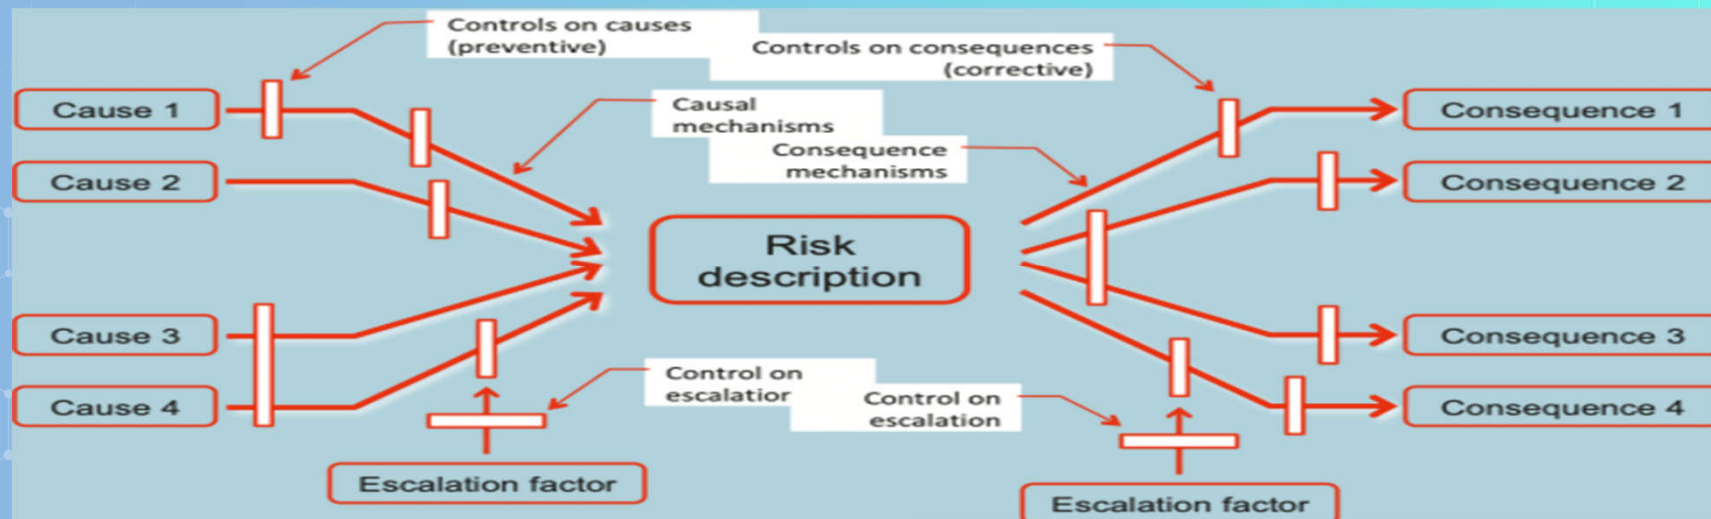 Controls on causes
(preventive)
Controls on consequences
(corrective)
Cause 1
Causal
mechanisms
Consequence 1
Consequence
mechanisms
Cause 2
Consequence 2
Risk
description
Cause 3
Consequence 3
Control on
escalation
Control on
escalation
Cause 4
Consequence 4
Escalation factor
Escalation factor